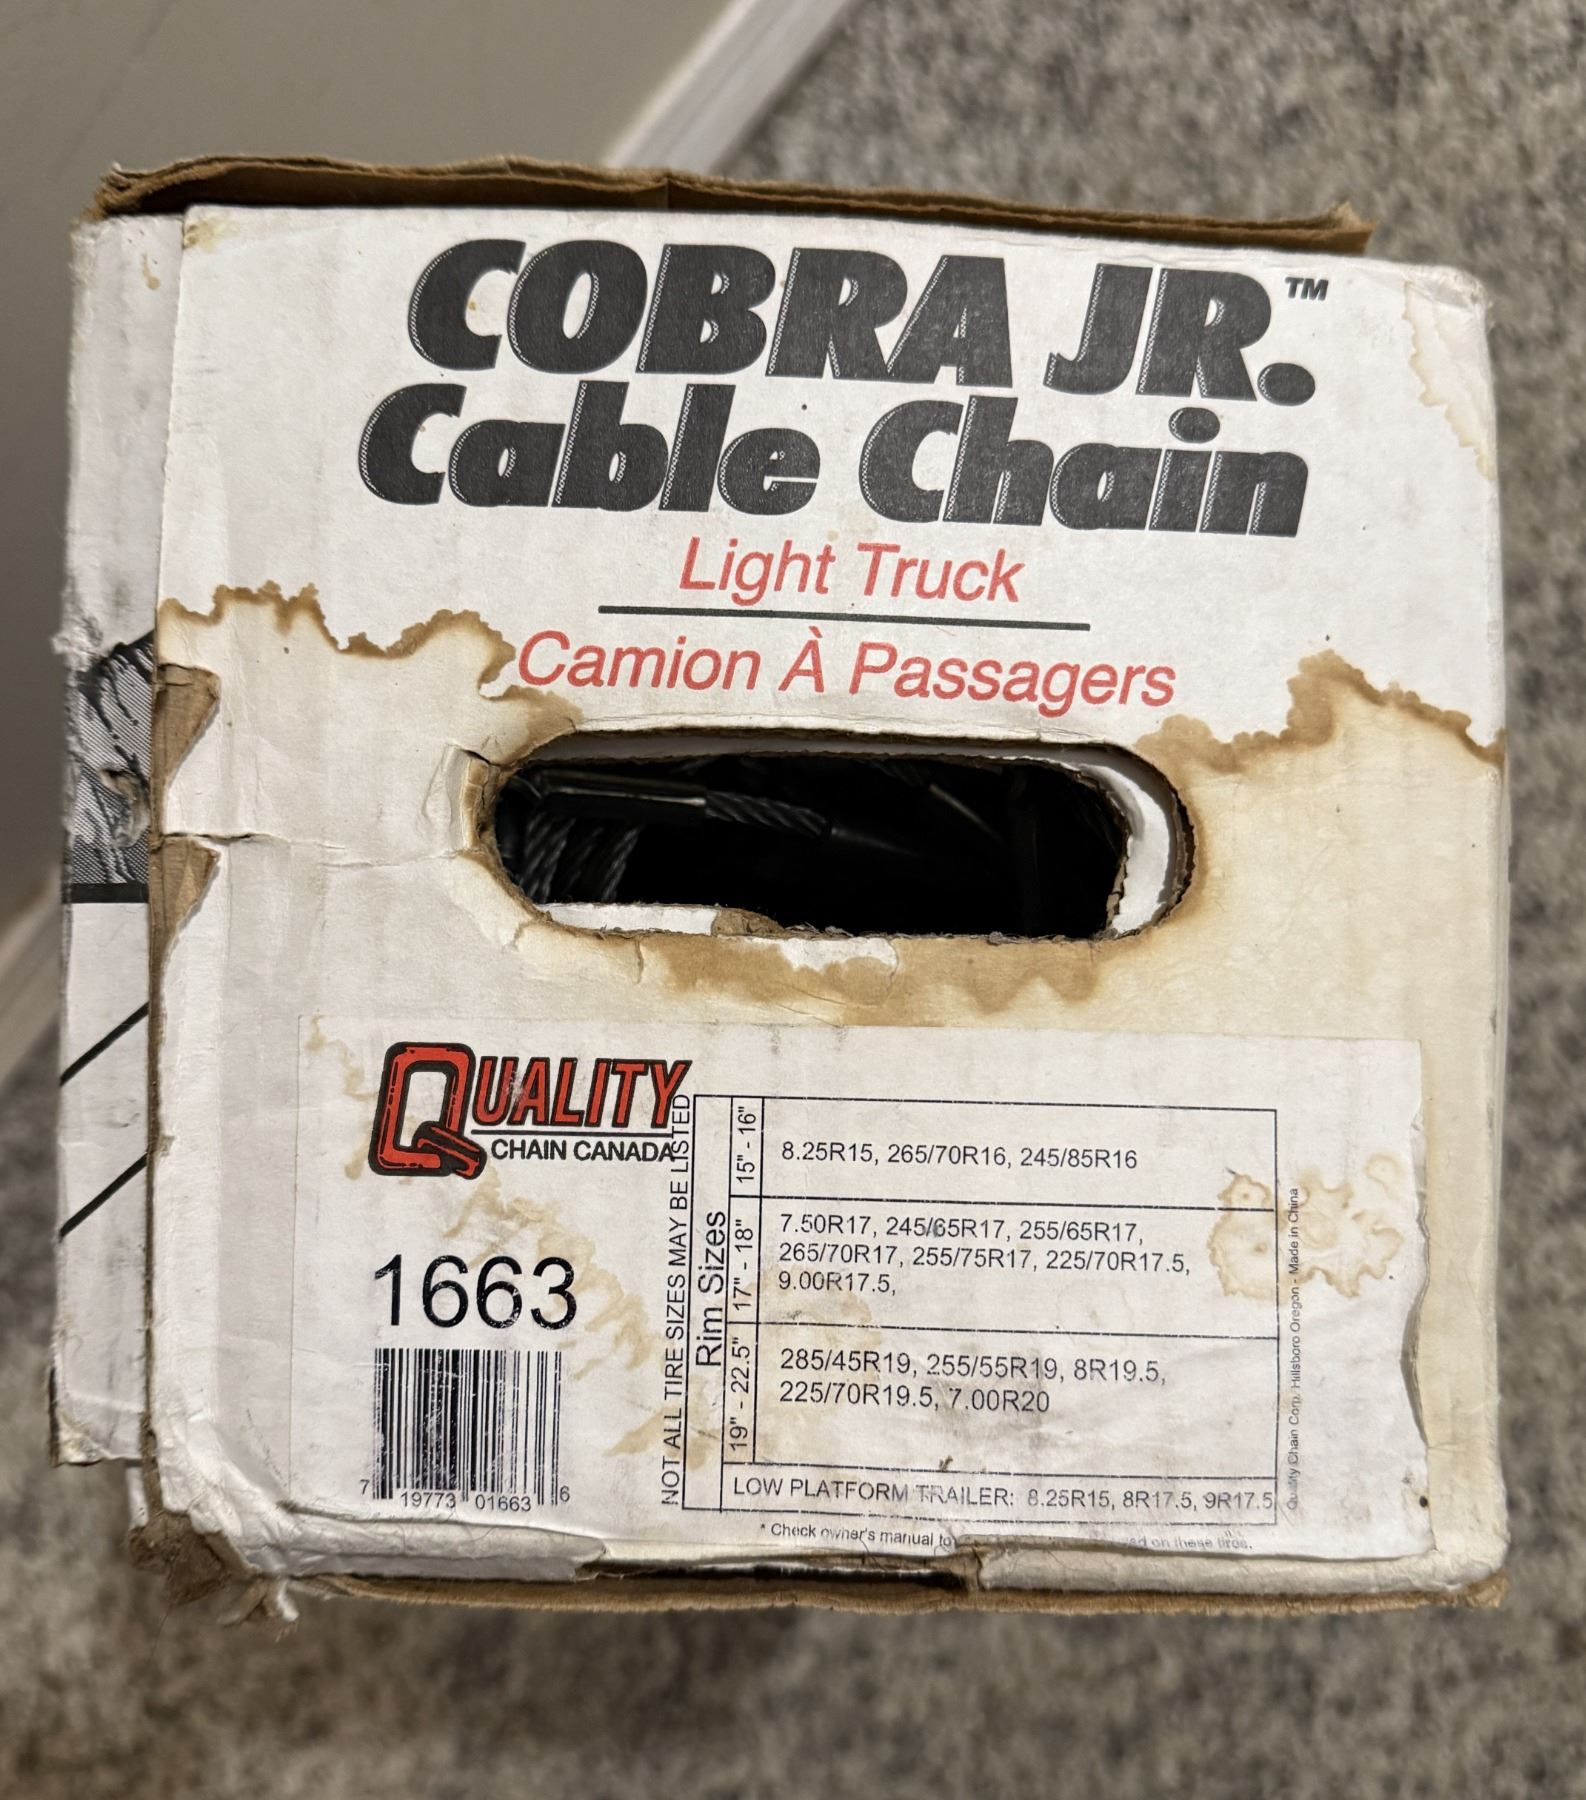 COBRA JR.™
Cable Chain
Light Truck
Camion À Passagers
QUALITY
CHAIN CANADA
1663
7 19773 01663 6
NOT ALL TIRE SIZES MAY BE LISTED
Rim Sizes
15" - 16"
8.25R15, 265/70R16, 245/85R16
17" - 18"
7.50R17, 245/65R17, 255/65R17,
265/70R17, 255/75R17, 225/70R17.5,
9.00R17.5,
19" - 22.5"
285/45R19, 255/55R19, 8R19.5,
225/70R19.5, 7.00R20
LOW PLATFORM TRAILER: 8.25R15, 8R17.5, 9R17.5
* Check owner's manual to on these tires.
Quality Chain Corp. Hillsboro Oregon - Made in China